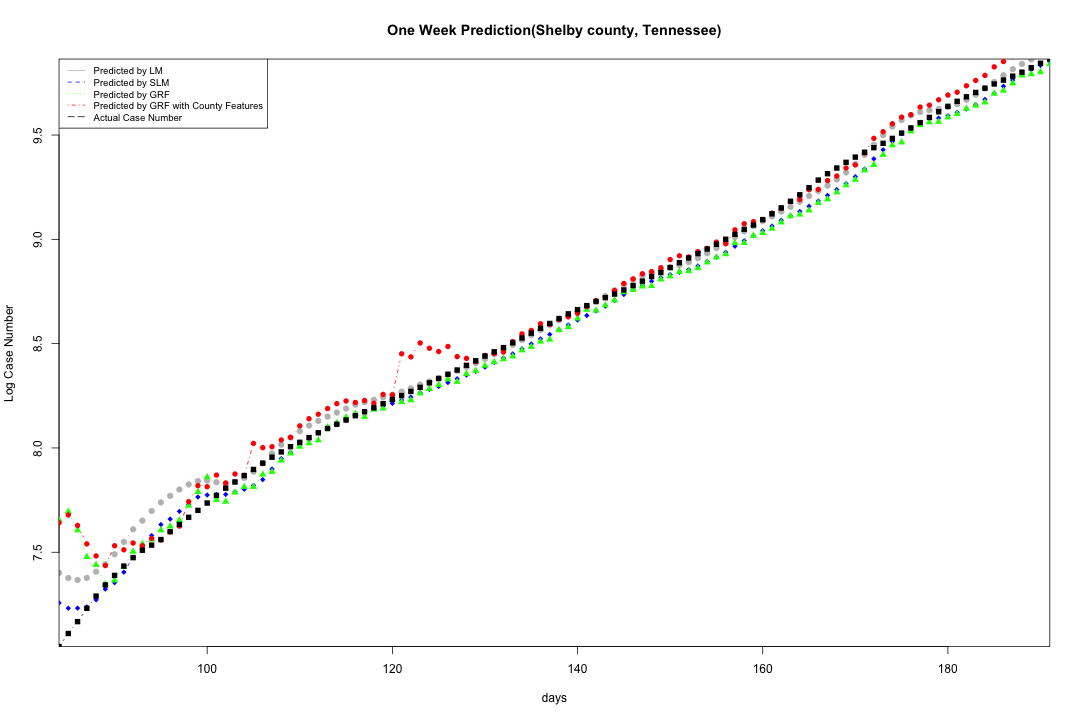 One Week Prediction(Shelby county, Tennessee)
Predicted by LM
Predicted by SLM
Predicted by GRF
Predicted by GRF with County Features
Actual Case Number
9.5
9.0
8.5
8.0
7.5
Log Case Number
100 120 140 160 180
days